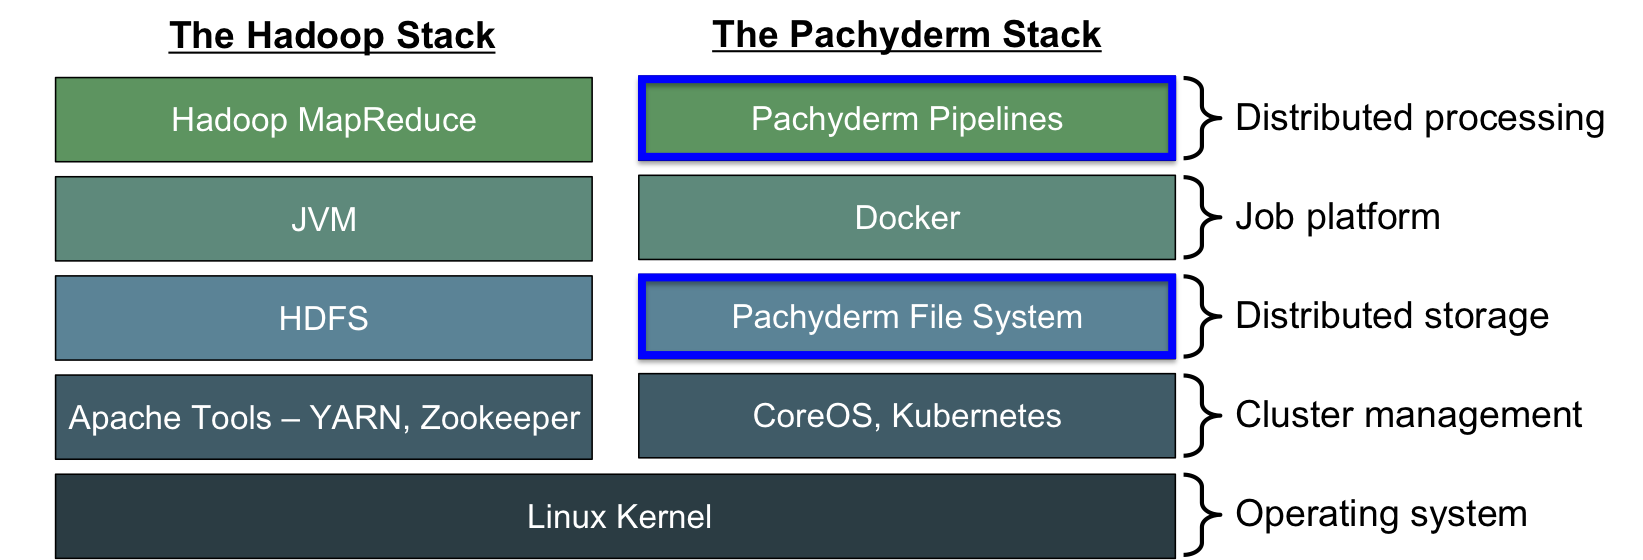 The Hadoop Stack
The Pachyderm Stack
Hadoop MapReduce
Pachyderm Pipelines
Distributed processing
JVM
Docker
Job platform
HDFS
Pachyderm File System
Distributed storage
Apache Tools – YARN, Zookeeper
CoreOS, Kubernetes
Cluster management
Linux Kernel
Operating system